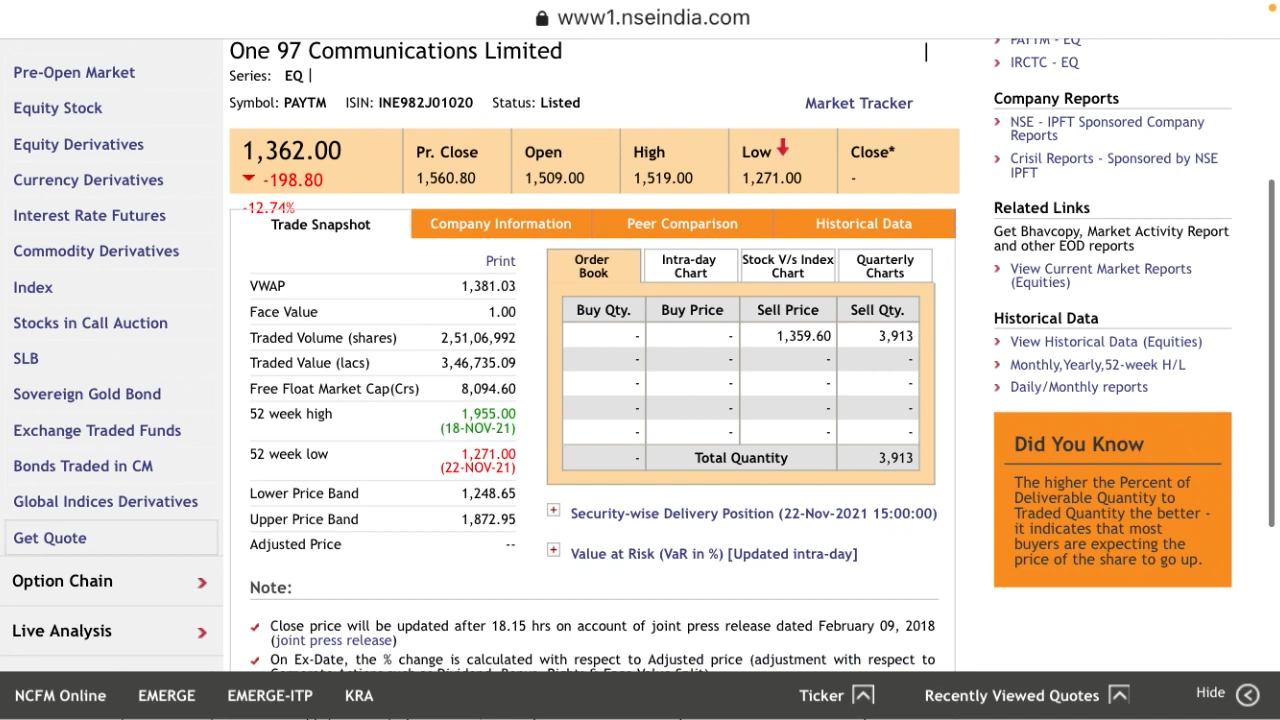 www1.nseindia.com
One 97 Communications Limited
Series: EQ |
Symbol: PAYTM ISIN: INE982J01020 Status: Listed
Market Tracker
1,362.00
-198.80
-12.74%
Pr. Close
1,560.80
Open
1,509.00
High
1,519.00
Low
1,271.00
Close*
-
Trade Snapshot
Company Information
Peer Comparison
Historical Data
Print
VWAP 1,381.03
Face Value 1.00
Traded Volume (shares) 2,51,06,992
Traded Value (lacs) 3,46,735.09
Free Float Market Cap(Crs) 8,094.60
52 week high 1,955.00
(18-NOV-21)
52 week low 1,271.00
(22-NOV-21)
Lower Price Band 1,248.65
Upper Price Band 1,872.95
Adjusted Price --
Order
Book
Intra-day
Chart
Stock V/s Index
Chart
Quarterly
Charts
Buy Qty. Buy Price Sell Price Sell Qty.
- - 1,359.60 3,913
- - - -
- - - -
- - - -
- - - -
- Total Quantity 3,913
Security-wise Delivery Position (22-Nov-2021 15:00:00)
Value at Risk (VaR in %) [Updated intra-day]
Note:
Close price will be updated after 18.15 hrs on account of joint press release dated February 09, 2018
(joint press release)
On Ex-Date, the % change is calculated with respect to Adjusted price (adjustment with respect to
Pre-Open Market
Equity Stock
Equity Derivatives
Currency Derivatives
Interest Rate Futures
Commodity Derivatives
Index
Stocks in Call Auction
SLB
Sovereign Gold Bond
Exchange Traded Funds
Bonds Traded in CM
Global Indices Derivatives
Get Quote
Option Chain
Live Analysis
PAYTM - EQ
IRCTC - EQ
Company Reports
NSE - IPFT Sponsored Company
Reports
Crisil Reports - Sponsored by NSE
IPFT
Related Links
Get Bhavcopy, Market Activity Report
and other EOD reports
View Current Market Reports
(Equities)
Historical Data
View Historical Data (Equities)
Monthly,Yearly,52-week H/L
Daily/Monthly reports
Did You Know
The higher the Percent of
Deliverable Quantity to
Traded Quantity the better -
it indicates that most
buyers are expecting the
price of the share to go up.
NCFM Online EMERGE EMERGE-ITP KRA
Ticker Recently Viewed Quotes Hide